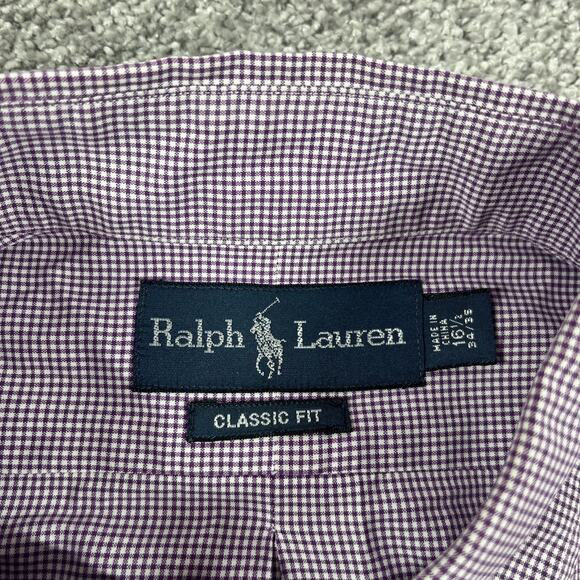 Ralph Lauren
CLASSIC FIT
MADE IN
CHINA
16½
34/35